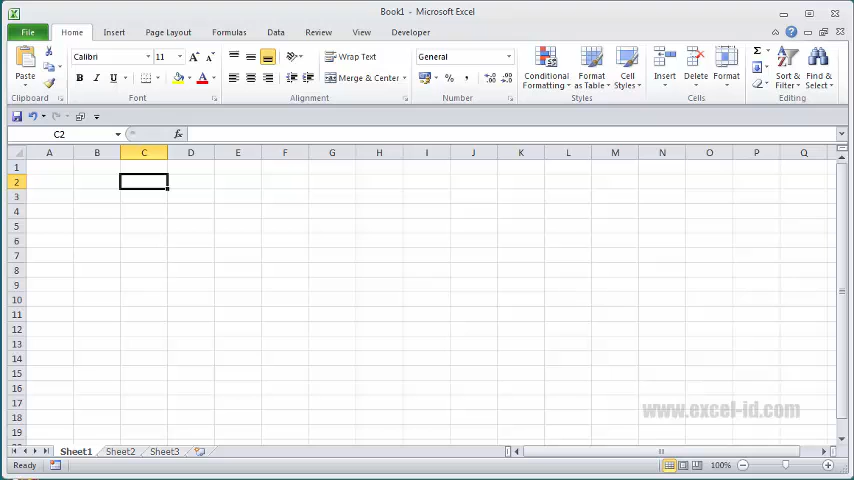 Book1 - Microsoft Excel
File Home Insert Page Layout Formulas Data Review View Developer
Calibri 11 Wrap Text General
Paste B I U Merge & Center % Conditional Formatting Format as Table Cell Styles Insert Delete Format Sort & Filter Find & Select
Clipboard Font Alignment Number Styles Cells Editing
C2 fx
A B C D E F G H I J K L M N O P Q
1
2
3
4
5
6
7
8
9
10
11
12
13
14
15
16
17
www.excel-id.com
18
19
Sheet1 Sheet2 Sheet3
Ready 100%